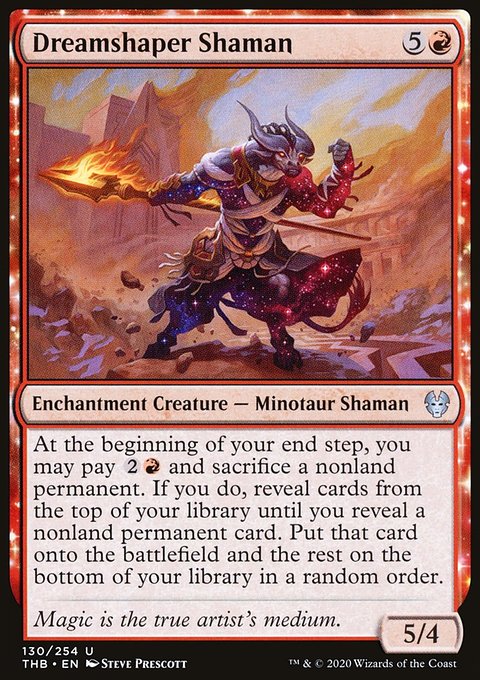 Dreamshaper Shaman 5
Enchantment Creature — Minotaur Shaman
At the beginning of your end step, you
may pay 2 and sacrifice a nonland
permanent. If you do, reveal cards from
the top of your library until you reveal a
nonland permanent card. Put that card
onto the battlefield and the rest on the
bottom of your library in a random order.
Magic is the true artist's medium.
5/4
130/254 U
THB • EN Steve Prescott
™ & © 2020 Wizards of the Coast